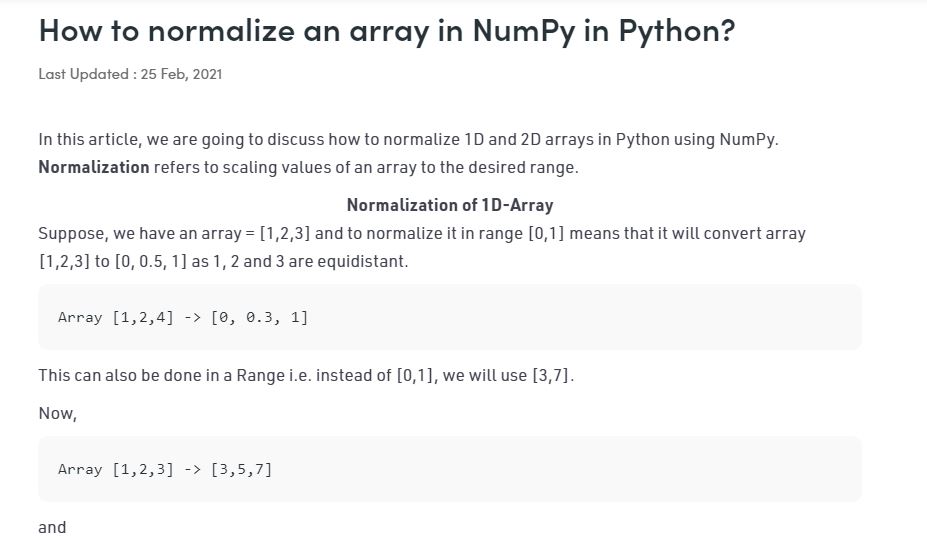 How to normalize an array in NumPy in Python?
Last Updated : 25 Feb, 2021
In this article, we are going to discuss how to normalize 1D and 2D arrays in Python using NumPy.
Normalization refers to scaling values of an array to the desired range.
Normalization of 1D-Array
Suppose, we have an array = [1,2,3] and to normalize it in range [0,1] means that it will convert array
[1,2,3] to [0, 0.5, 1] as 1, 2 and 3 are equidistant.
Array [1,2,4] -> [0, 0.3, 1]
This can also be done in a Range i.e. instead of [0,1], we will use [3,7].
Now,
Array [1,2,3] -> [3,5,7]
and